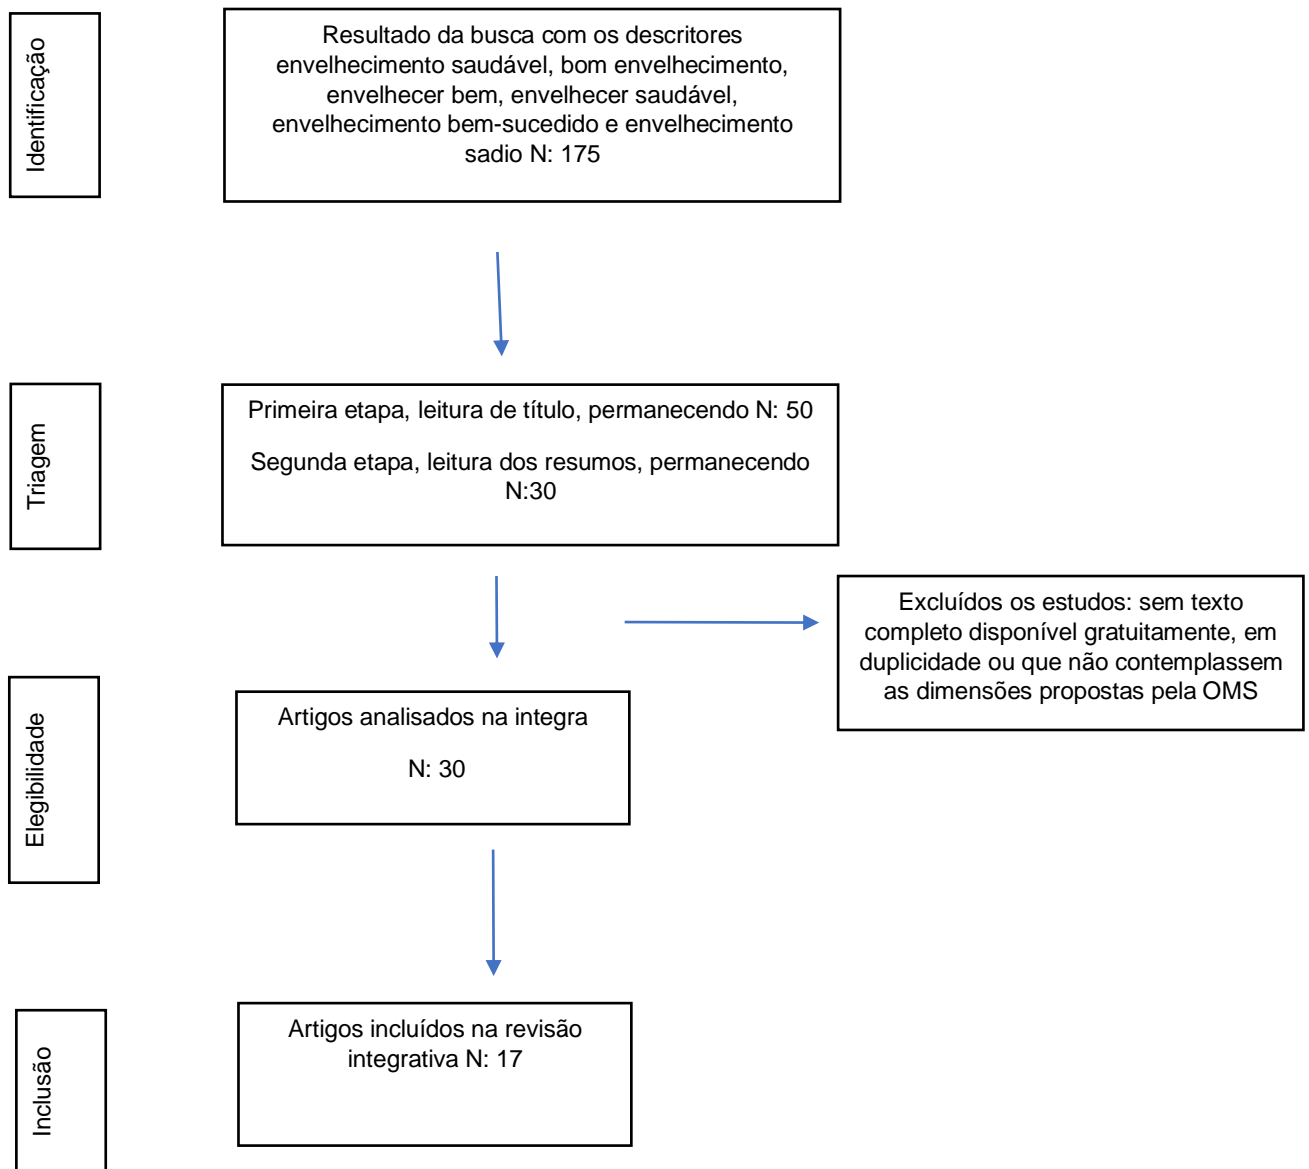 Identificação
Resultado da busca com os descritores
envelhecimento saudável, bom envelhecimento,
envelhecer bem, envelhecer saudável,
envelhecimento bem-sucedido e envelhecimento
sadio N: 175
Triagem
Primeira etapa, leitura de título, permanecendo N: 50
Segunda etapa, leitura dos resumos, permanecendo
N:30
Excluídos os estudos: sem texto
completo disponível gratuitamente, em
duplicidade ou que não contemplassem
as dimensões propostas pela OMS
Elegibilidade
Artigos analisados na integra
N: 30
Inclusão
Artigos incluídos na revisão
integrativa N: 17